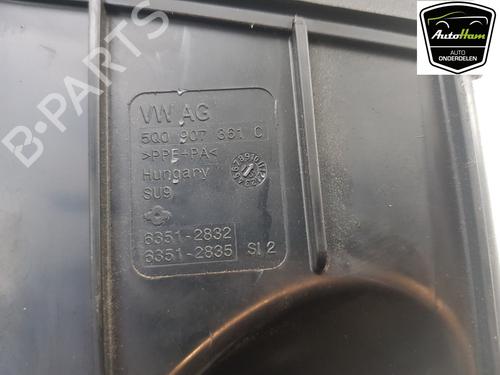 AutoHam
AUTO
ONDERDELEN
B-PARTS
VW AG
5Q0 907 361 C
>PPE+PA<
Hungary
SU9
6351-2832
6351-2835 SI 2